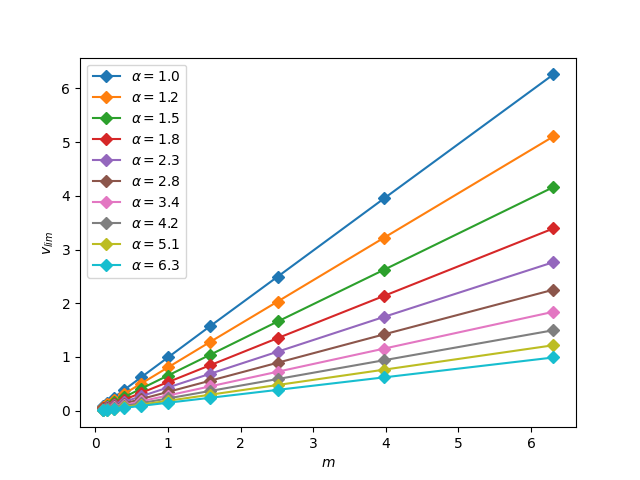 6
5
4
3
2
1
0
v_lim
α = 1.0
α = 1.2
α = 1.5
α = 1.8
α = 2.3
α = 2.8
α = 3.4
α = 4.2
α = 5.1
α = 6.3
0 1 2 3 4 5 6
m